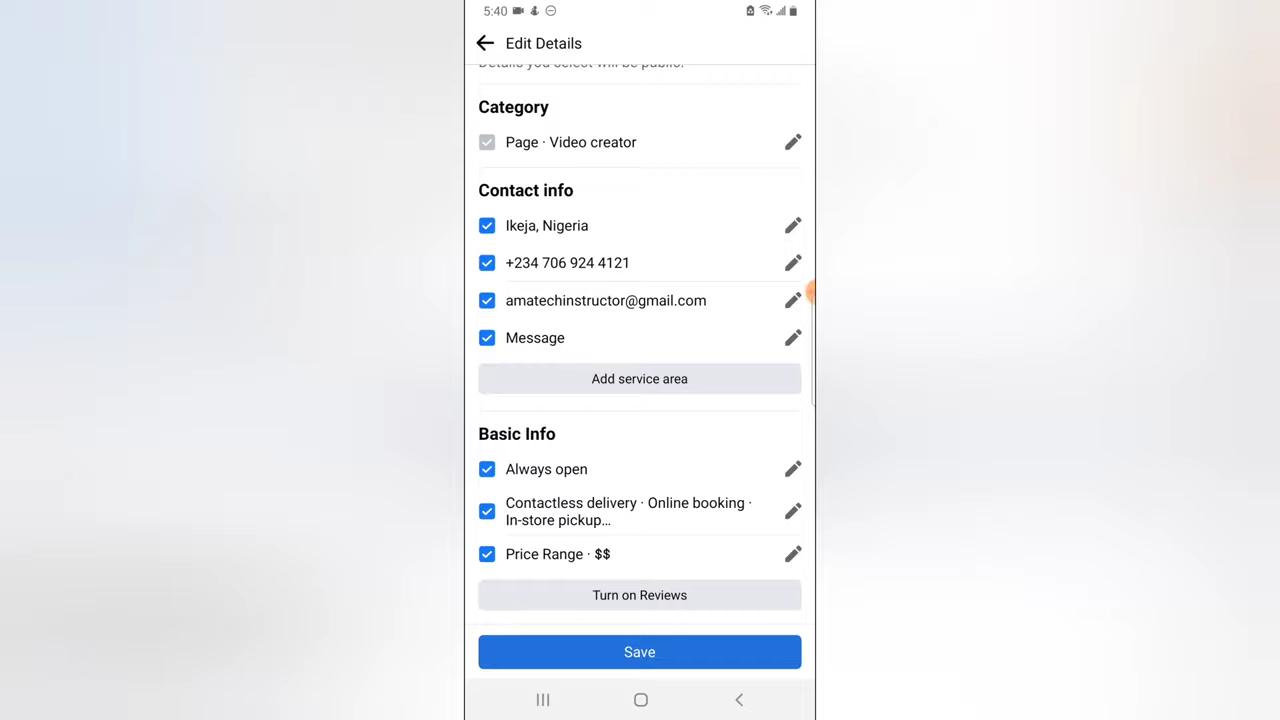 5:40
Edit Details
Details you select will be public.
Category
Page · Video creator
Contact info
Ikeja, Nigeria
+234 706 924 4121
amatechinstructor@gmail.com
Message
Add service area
Basic Info
Always open
Contactless delivery · Online booking ·
In-store pickup...
Price Range · $$
Turn on Reviews
Save